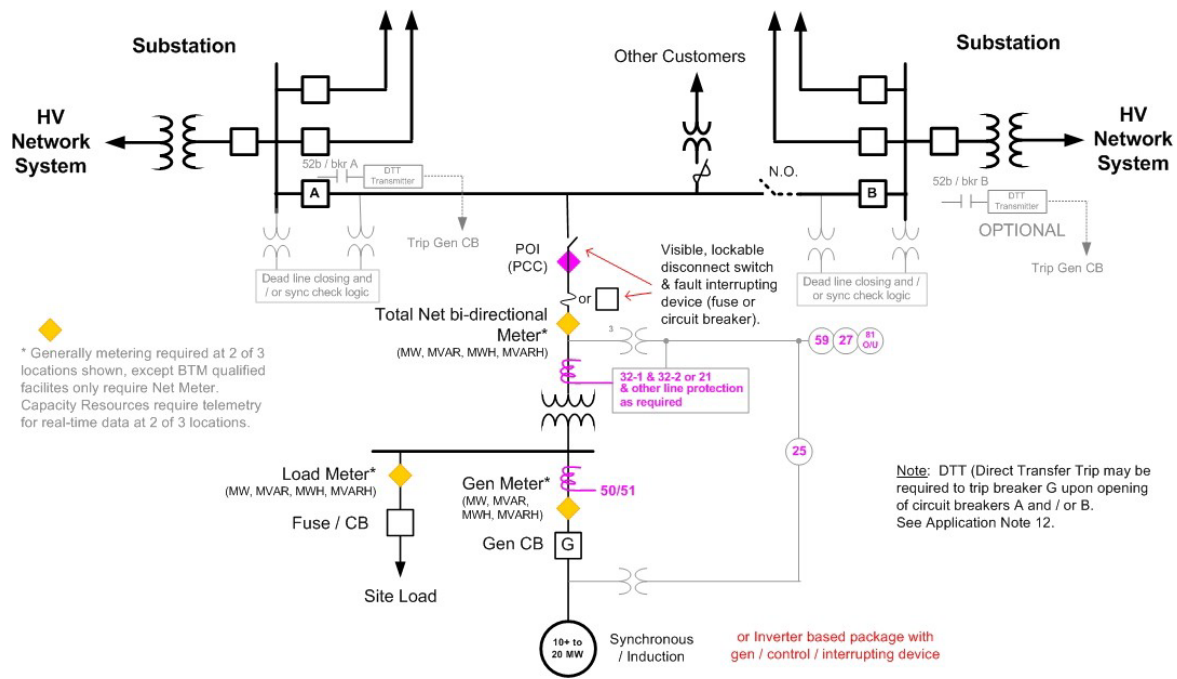 Substation
Substation
Other Customers
HV
Network
System
HV
Network
System
52b / bkr A
DTT
Transmitter
A
N.O.
B
52b / bkr B
DTT
Transmitter
OPTIONAL
Trip Gen CB
Trip Gen CB
Dead line closing and
/ or sync check logic
POI
(PCC)
Visible, lockable
disconnect switch
& fault interrupting
device (fuse or
circuit breaker).
Dead line closing and /
/ or sync check logic
or
Total Net bi-directional
Meter*
(MW, MVAR, MWH, MVARH)
3
59
27
81
O/U
* Generally metering required at 2 of 3
locations shown, except BTM qualified
facilites only require Net Meter.
Capacity Resources require telemetry
for real-time data at 2 of 3 locations.
32-1 & 32-2 or 21
& other line protection
as required
25
Load Meter*
(MW, MVAR, MWH, MVARH)
Gen Meter*
(MW, MVAR,
MWH, MVARH)
50/51
Fuse / CB
Gen CB
G
Note:  DTT (Direct Transfer Trip may be
required to trip breaker G upon opening
of circuit breakers A and / or B.
See Application Note 12.
Site Load
10+ to
20 MW
Synchronous
/ Induction
or Inverter based package with
gen / control / interrupting device